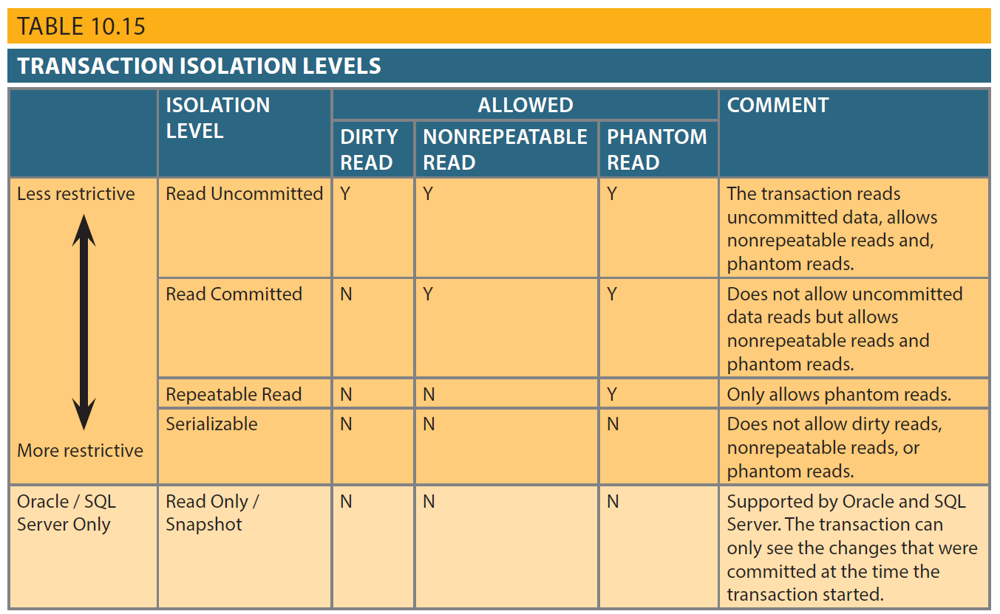 TABLE 10.15
TRANSACTION ISOLATION LEVELS
ISOLATION
LEVEL
ALLOWED
COMMENT
DIRTY
READ
NONREPEATABLE
READ
PHANTOM
READ
Less restrictive
More restrictive
Read Uncommitted
Y
Y
Y
The transaction reads
uncommitted data, allows
nonrepeatable reads and,
phantom reads.
Read Committed
N
Y
Y
Does not allow uncommitted
data reads but allows
nonrepeatable reads and
phantom reads.
Repeatable Read
N
N
Y
Only allows phantom reads.
Serializable
N
N
N
Does not allow dirty reads,
nonrepeatable reads, or
phantom reads.
Oracle / SQL
Server Only
Read Only /
Snapshot
N
N
N
Supported by Oracle and SQL
Server. The transaction can
only see the changes that were
committed at the time the
transaction started.